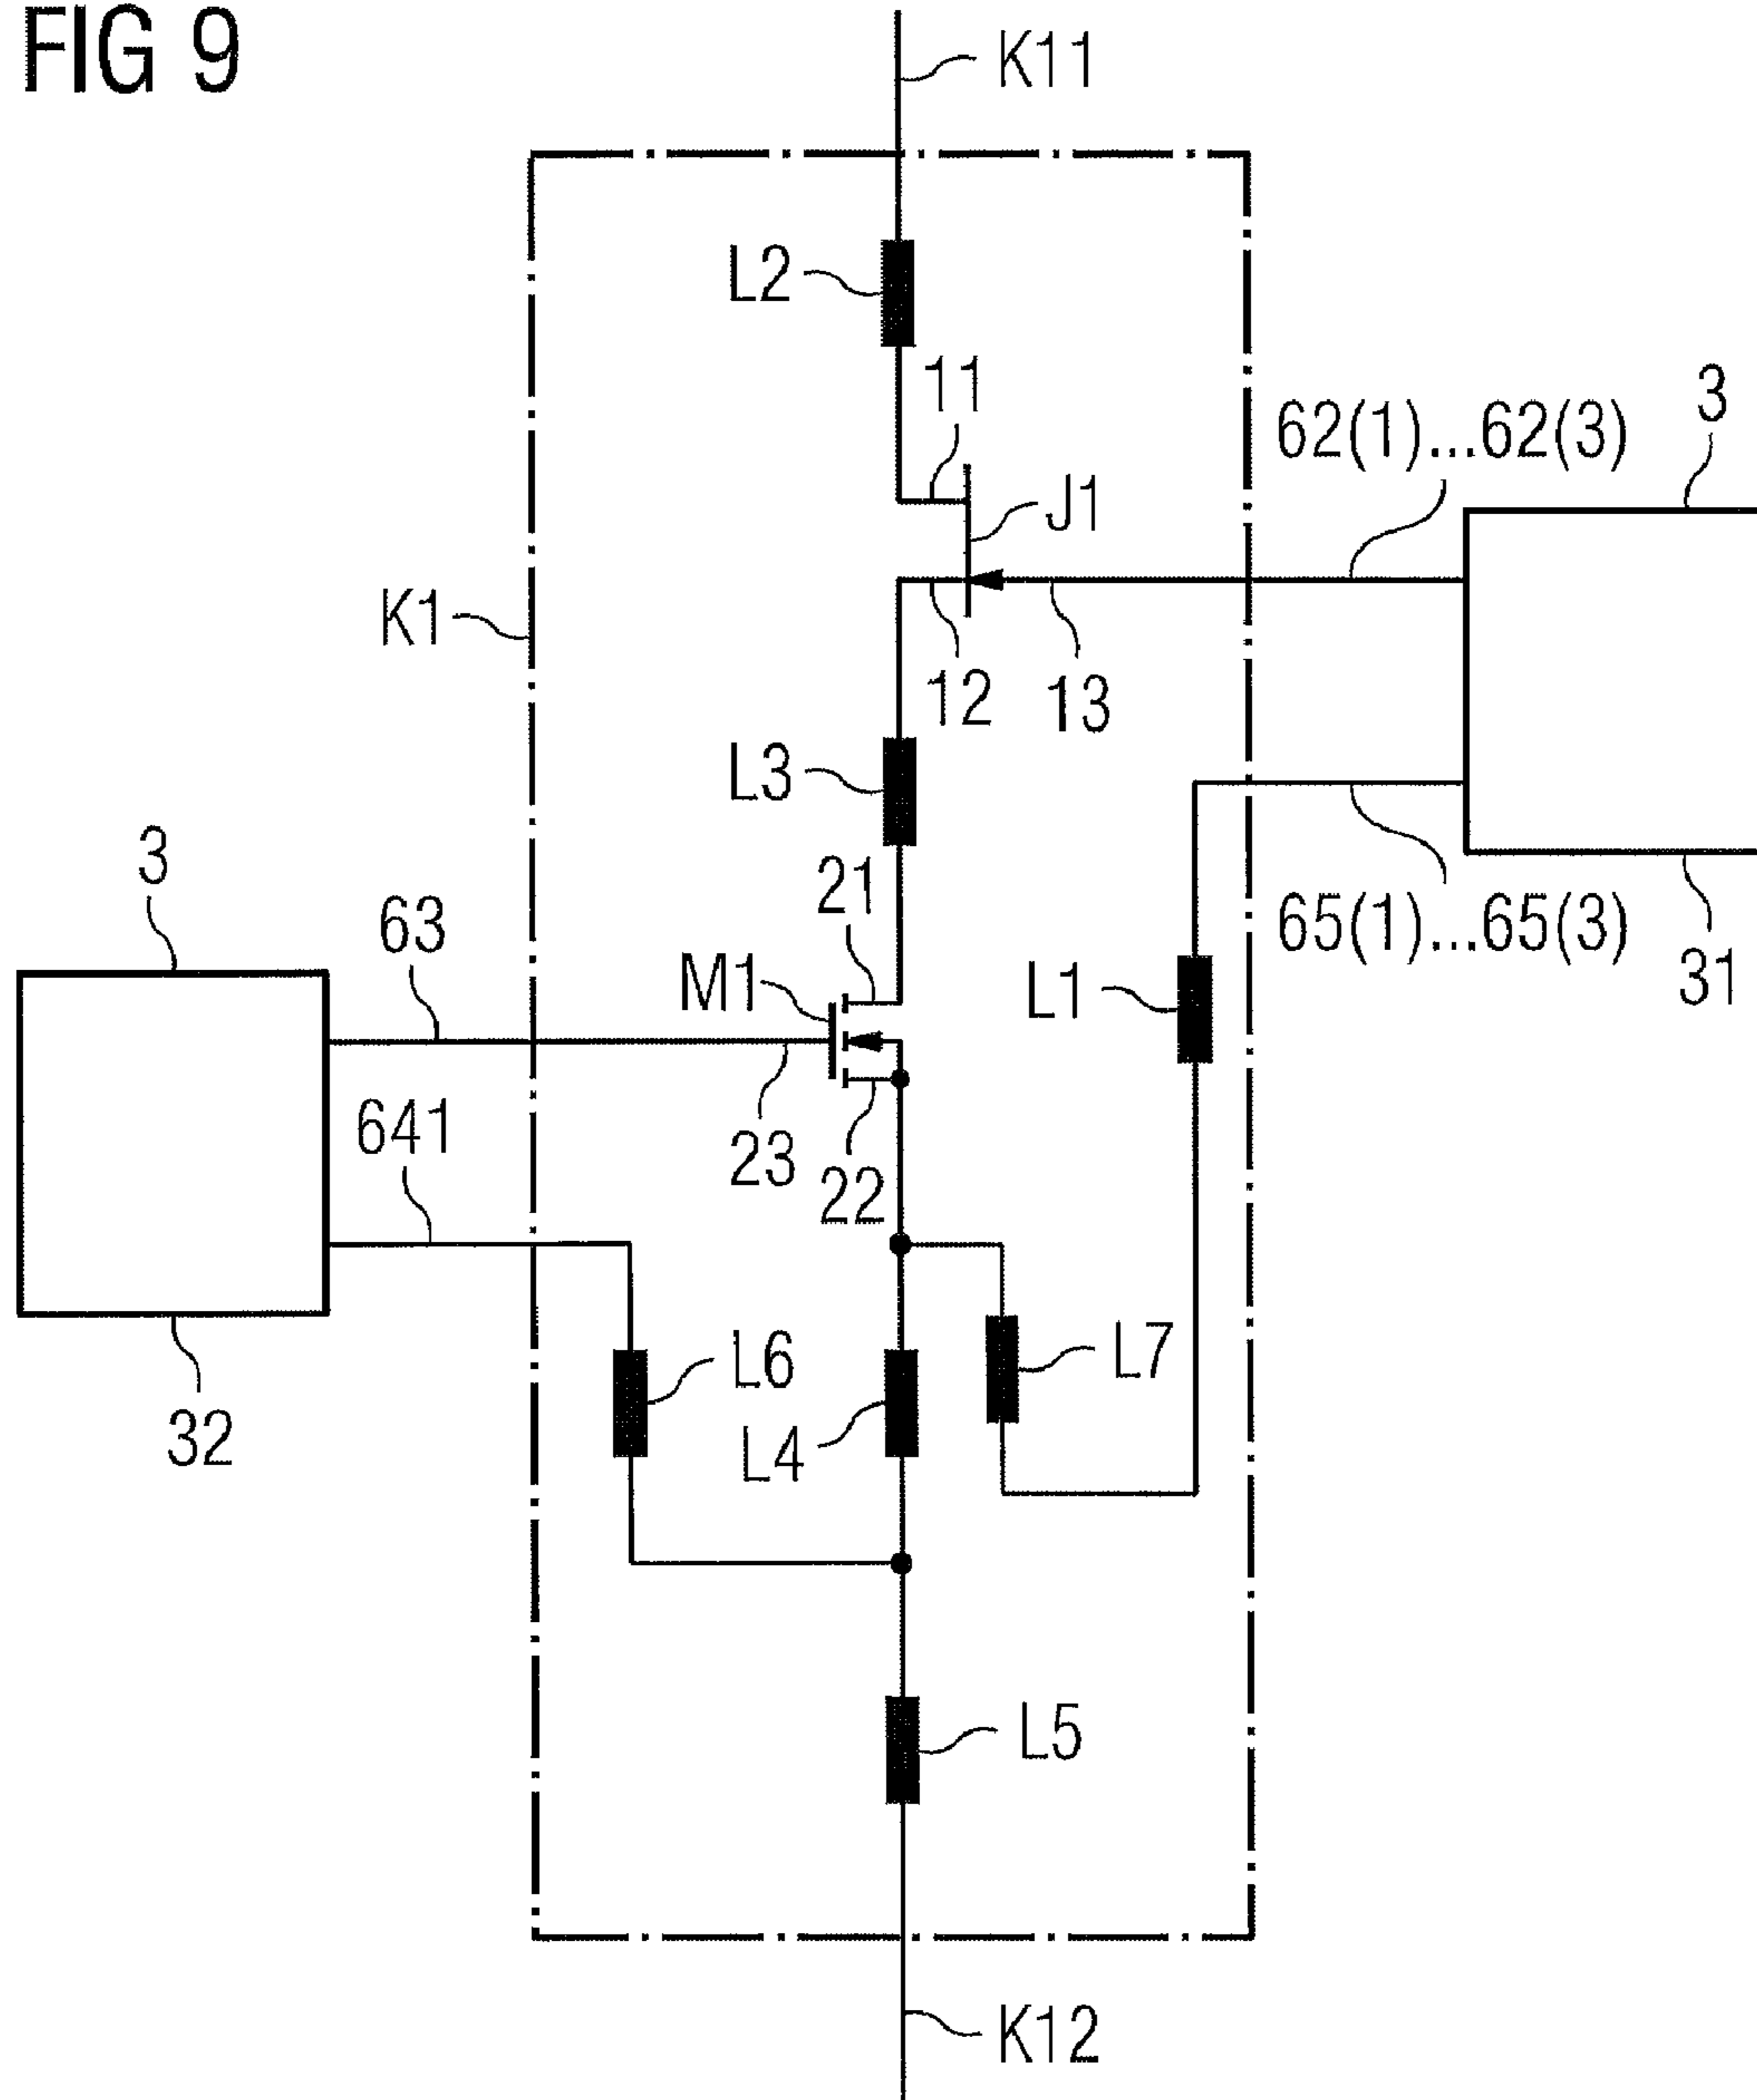 FIG 9
K11
L2
11
3
62(1)...62(3)
J1
K1
12
13
L3
3
21
65(1)...65(3)
63
31
M1
L1
641
23
22
L6
L7
32
L4
L5
K12